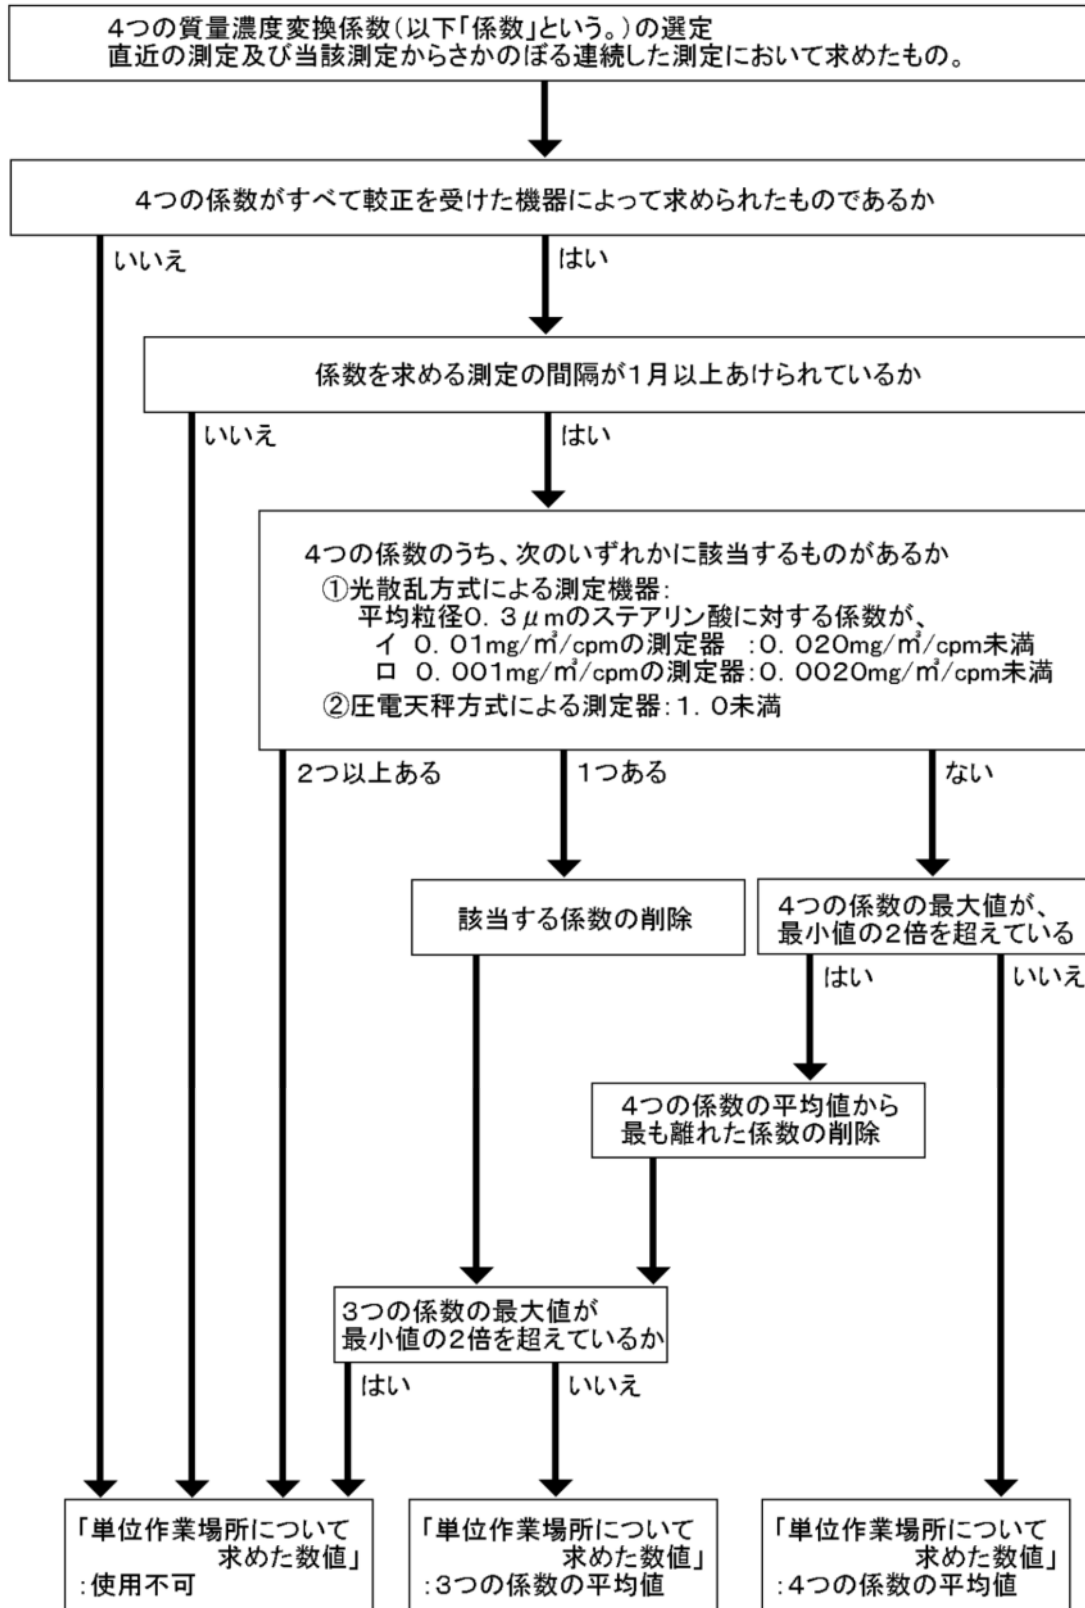 4つの質量濃度変換係数(以下「係数」という。)の選定
直近の測定及び当該測定からさかのぼる連続した測定において求めたもの。
4つの係数がすべて較正を受けた機器によって求められたものであるか
いいえ
はい
係数を求める測定の間隔が1月以上あけられているか
いいえ
はい
4つの係数のうち、次のいずれかに該当するものがあるか
①光散乱方式による測定機器:
平均粒径0.3μmのステアリン酸に対する係数が、
イ 0.01mg/㎥/cpmの測定器 :0.020mg/㎥/cpm未満
ロ 0.001mg/㎥/cpmの測定器:0.0020mg/㎥/cpm未満
②圧電天秤方式による測定器:1.0未満
2つ以上ある
1つある
ない
該当する係数の削除
4つの係数の最大値が、
最小値の2倍を超えている
はい
いいえ
4つの係数の平均値から
最も離れた係数の削除
3つの係数の最大値が
最小値の2倍を超えているか
はい
いいえ
「単位作業場所について
求めた数値」
:使用不可
「単位作業場所について
求めた数値」
:3つの係数の平均値
「単位作業場所について
求めた数値」
:4つの係数の平均値